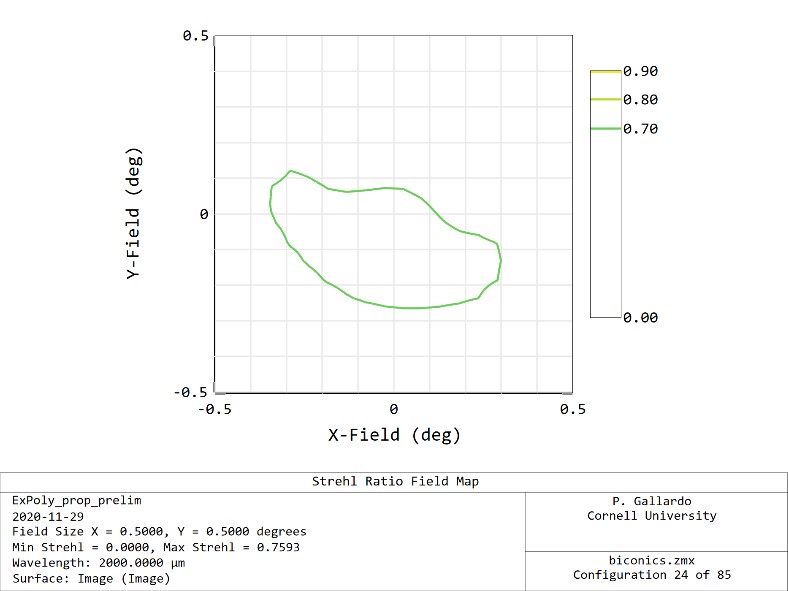 0.5
0.90
0.80
0.70
Y-Field (deg)
0
0.00
-0.5
-0.5
0
0.5
X-Field (deg)
Strehl Ratio Field Map
ExPoly_prop_prelim
2020-11-29
Field Size X = 0.5000, Y = 0.5000 degrees
Min Strehl = 0.0000, Max Strehl = 0.7593
Wavelength: 2000.0000 µm
Surface: Image (Image)
P. Gallardo
Cornell University
biconics.zmx
Configuration 24 of 85